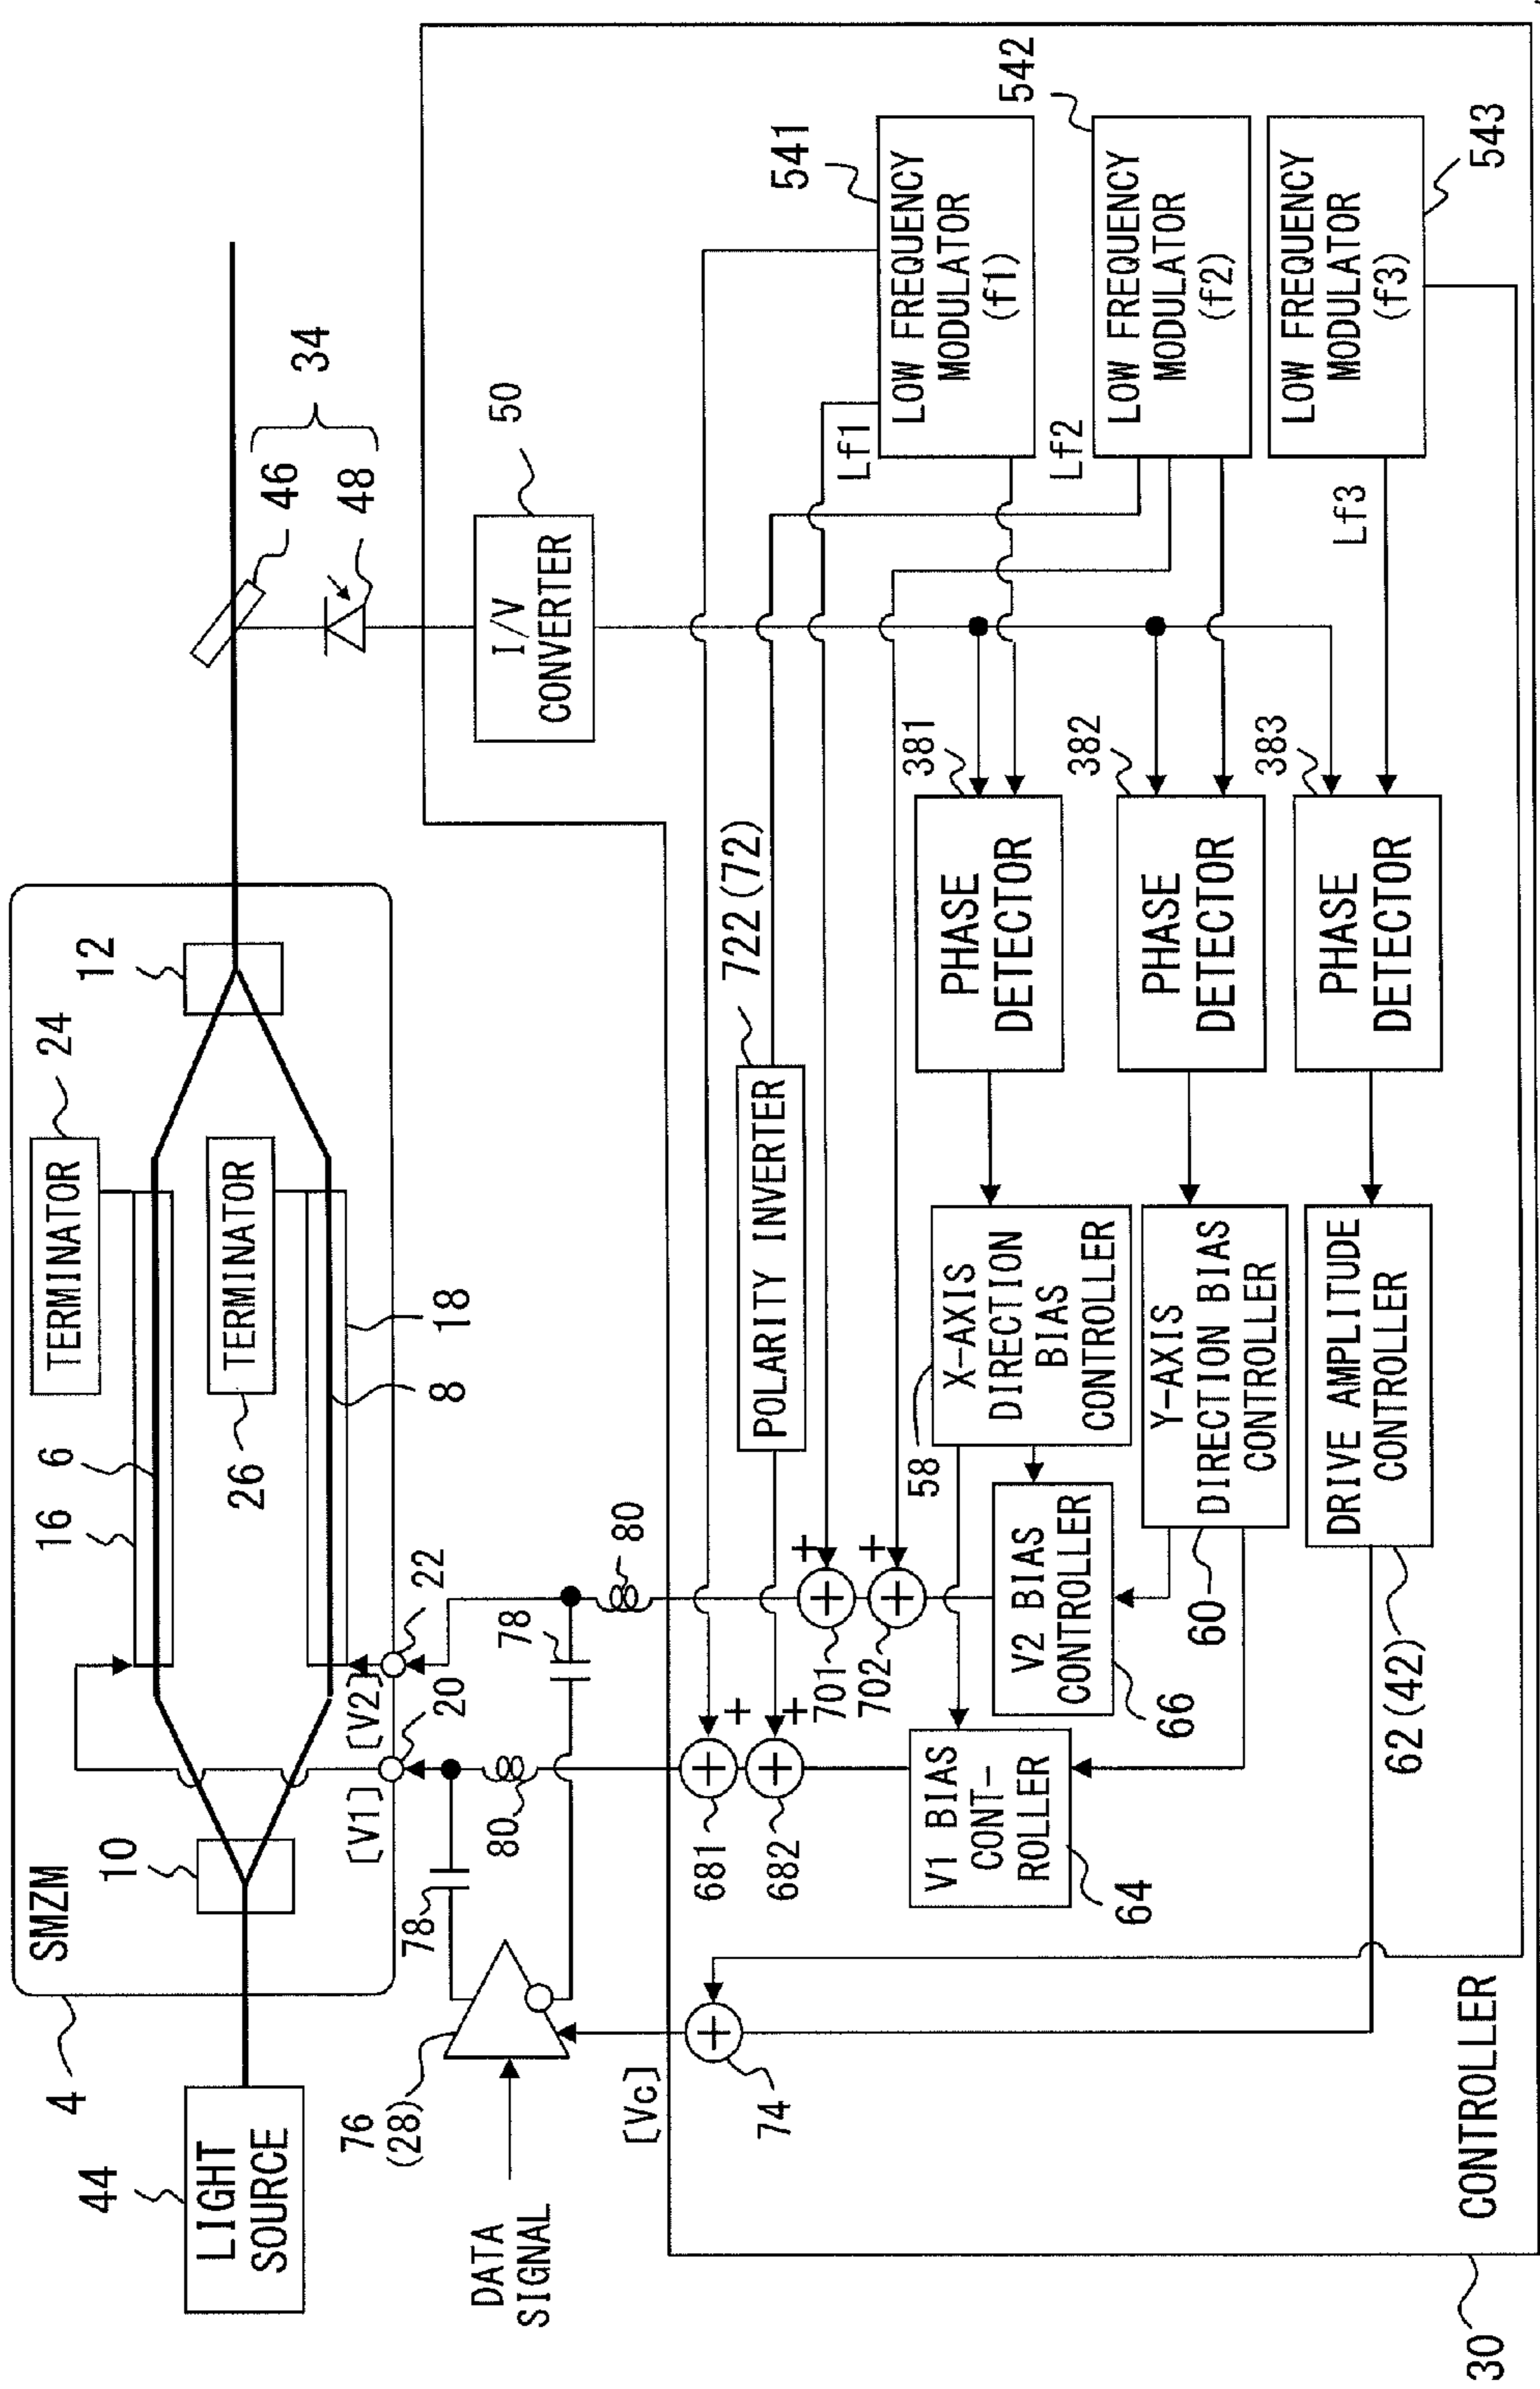 44
LIGHT
SOURCE
4
SMZM
10
16
6
TERMINATOR
24
12
26
TERMINATOR
8
18
[V1]
20
[V2]
22
46
48
34
DATA
SIGNAL
76
(28)
78
78
80
80
[Vc]
74
I/V
CONVERTER
50
681
682
701
702
+
+
+
+
+
+
+
+
+
POLARITY INVERTER
722(72)
LOW FREQUENCY
MODULATOR
(f1)
541
Lf1
LOW FREQUENCY
MODULATOR
(f2)
542
Lf2
LOW FREQUENCY
MODULATOR
(f3)
543
Lf3
PHASE
DETECTOR
381
PHASE
DETECTOR
382
PHASE
DETECTOR
383
X-AXIS
DIRECTION
BIAS
CONTROLLER
58
Y-AXIS
DIRECTION BIAS
CONTROLLER
60
DRIVE AMPLITUDE
CONTROLLER
62(42)
V1 BIAS
CONT-
ROLLER
64
V2 BIAS
CONTROLLER
66
CONTROLLER
30